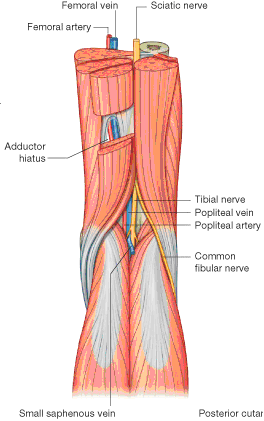 Femoral vein
Sciatic nerve
Femoral artery
Adductor
hiatus
Tibial nerve
Popliteal vein
Popliteal artery
Common
fibular nerve
Small saphenous vein
Posterior cutan